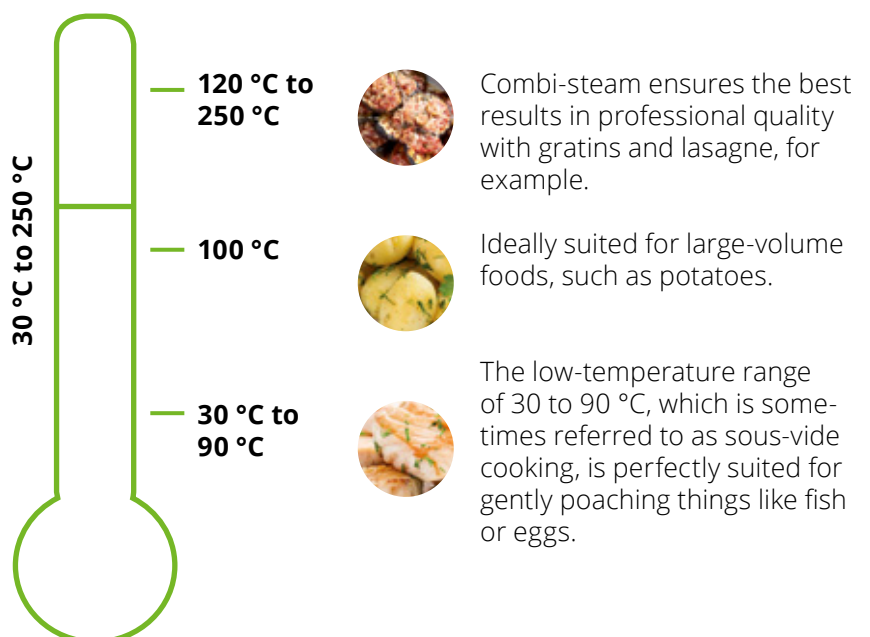 30 °C to 250 °C
120 °C to
250 °C
Combi-steam ensures the best
results in professional quality
with gratins and lasagne, for
example.
100 °C
Ideally suited for large-volume
foods, such as potatoes.
30 °C to
90 °C
The low-temperature range
of 30 to 90 °C, which is some-
times referred to as sous-vide
cooking, is perfectly suited for
gently poaching things like fish
or eggs.